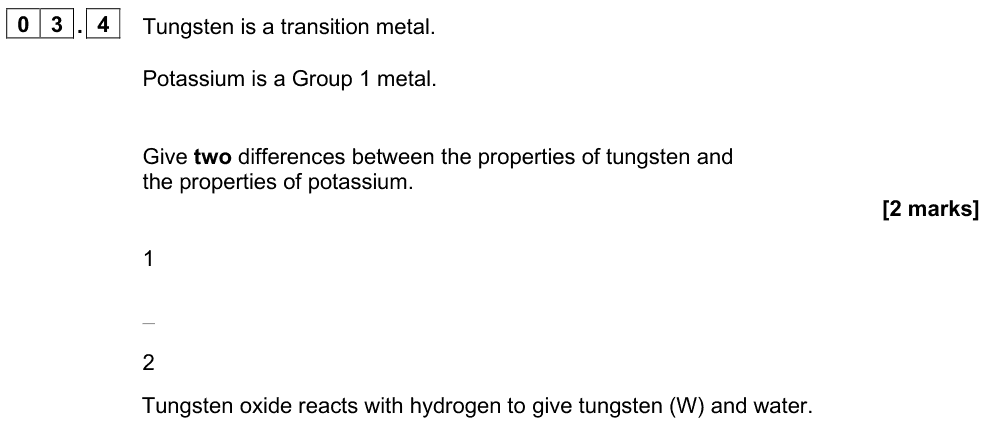 0 3 . 4 Tungsten is a transition metal.
Potassium is a Group 1 metal.
Give two differences between the properties of tungsten and
the properties of potassium.
[2 marks]
1
2
Tungsten oxide reacts with hydrogen to give tungsten (W) and water.